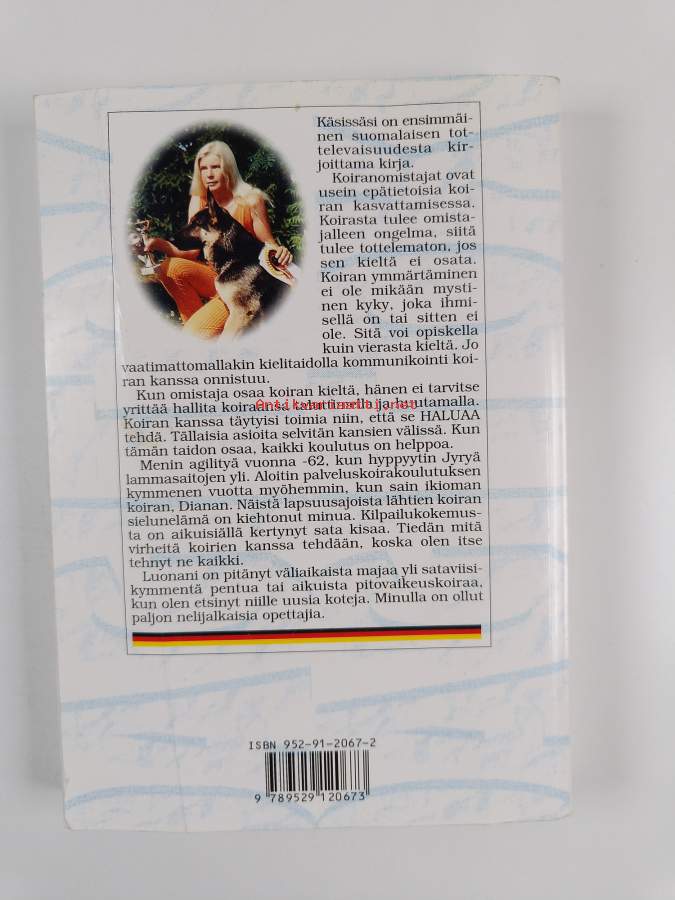 Käsissäsi on ensimmäi-
nen suomalaisen tot-
televaisuudesta kir-
joittama kirja.
Koiranomistajat ovat
usein epätietoisia koi-
ran kasvattamisessa.
Koirasta tulee omista-
jalleen ongelma, siitä
tulee tottelematon, jos
sen kieltä ei osata.
Koiran ymmärtäminen
ei ole mikään mysti-
nen kyky, joka ihmi-
sellä on tai sitten ei
ole. Sitä voi opiskella
kuin vierasta kieltä. Jo
vaatimattomallakin kielitaidolla kommunikointi koi-
ran kanssa onnistuu.
Kun omistaja osaa koiran kieltä, hänen ei tarvitse
yrittää hallita koiraansa taluttimella ja huutamalla.
Koiran kanssa täytyisi toimia niin, että se HALUAA
tehdä. Tällaisia asioita selvitän kansien välissä. Kun
tämän taidon osaa, kaikki koulutus on helppoa.
Menin agilityä vuonna -62, kun hyppyytin Jyryä
lammasaitojen yli. Aloitin palveluskoirakoulutuksen
kymmenen vuotta myöhemmin, kun sain ikioman
koiran, Dianan. Näistä lapsuusajoista lähtien koiran
sielunelämä on kiehtonut minua. Kilpailukokemus-
ta on aikuisiällä kertynyt sata kisaa. Tiedän mitä
virheitä koirien kanssa tehdään, koska olen itse
tehnyt ne kaikki.
Luonani on pitänyt väliaikaista majaa yli sataviisi-
kymmentä pentua tai aikuista pitovaikeuskoiraa,
kun olen etsinyt niille uusia koteja. Minulla on ollut
paljon nelijalkaisia opettajia.
ISBN 952-91-2067-2
9 789529 120673